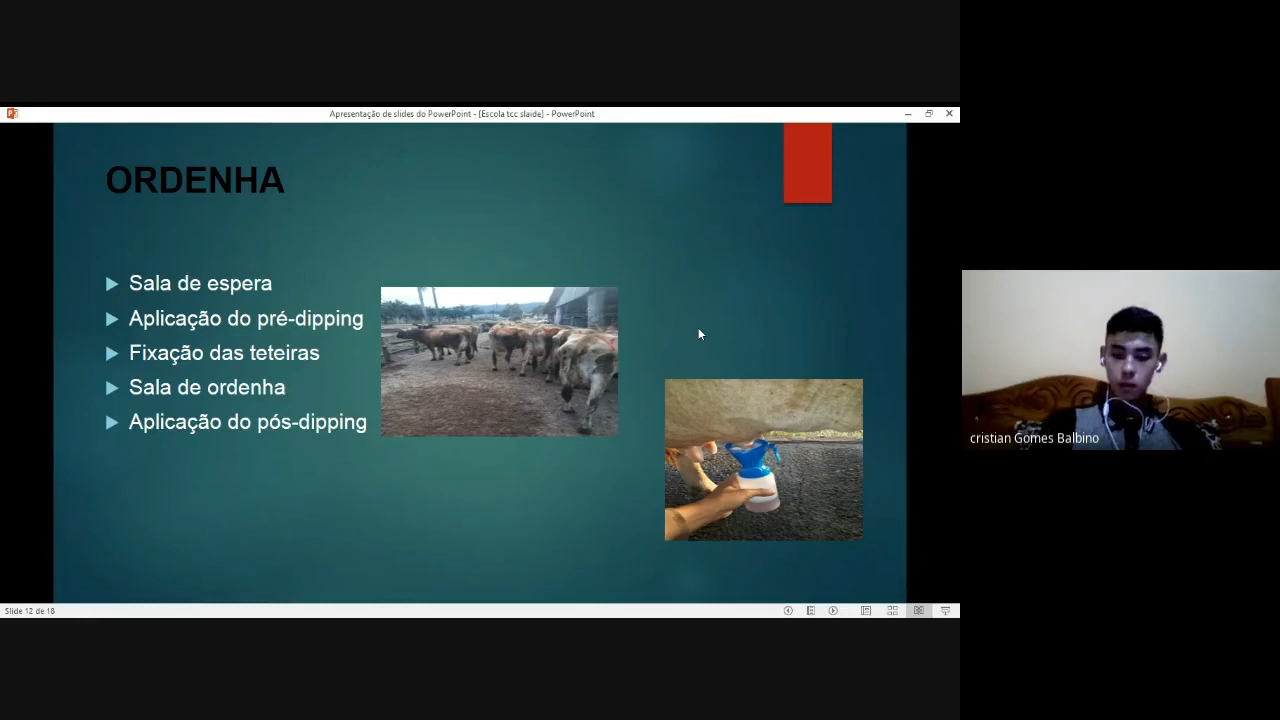 Apresentação de slides do PowerPoint - [Escola tcc slaide] - PowerPoint
ORDENHA
Sala de espera
Aplicação do pré-dipping
Fixação das teteiras
Sala de ordenha
Aplicação do pós-dipping
cristian Gomes Balbino
Slide 12 de 18